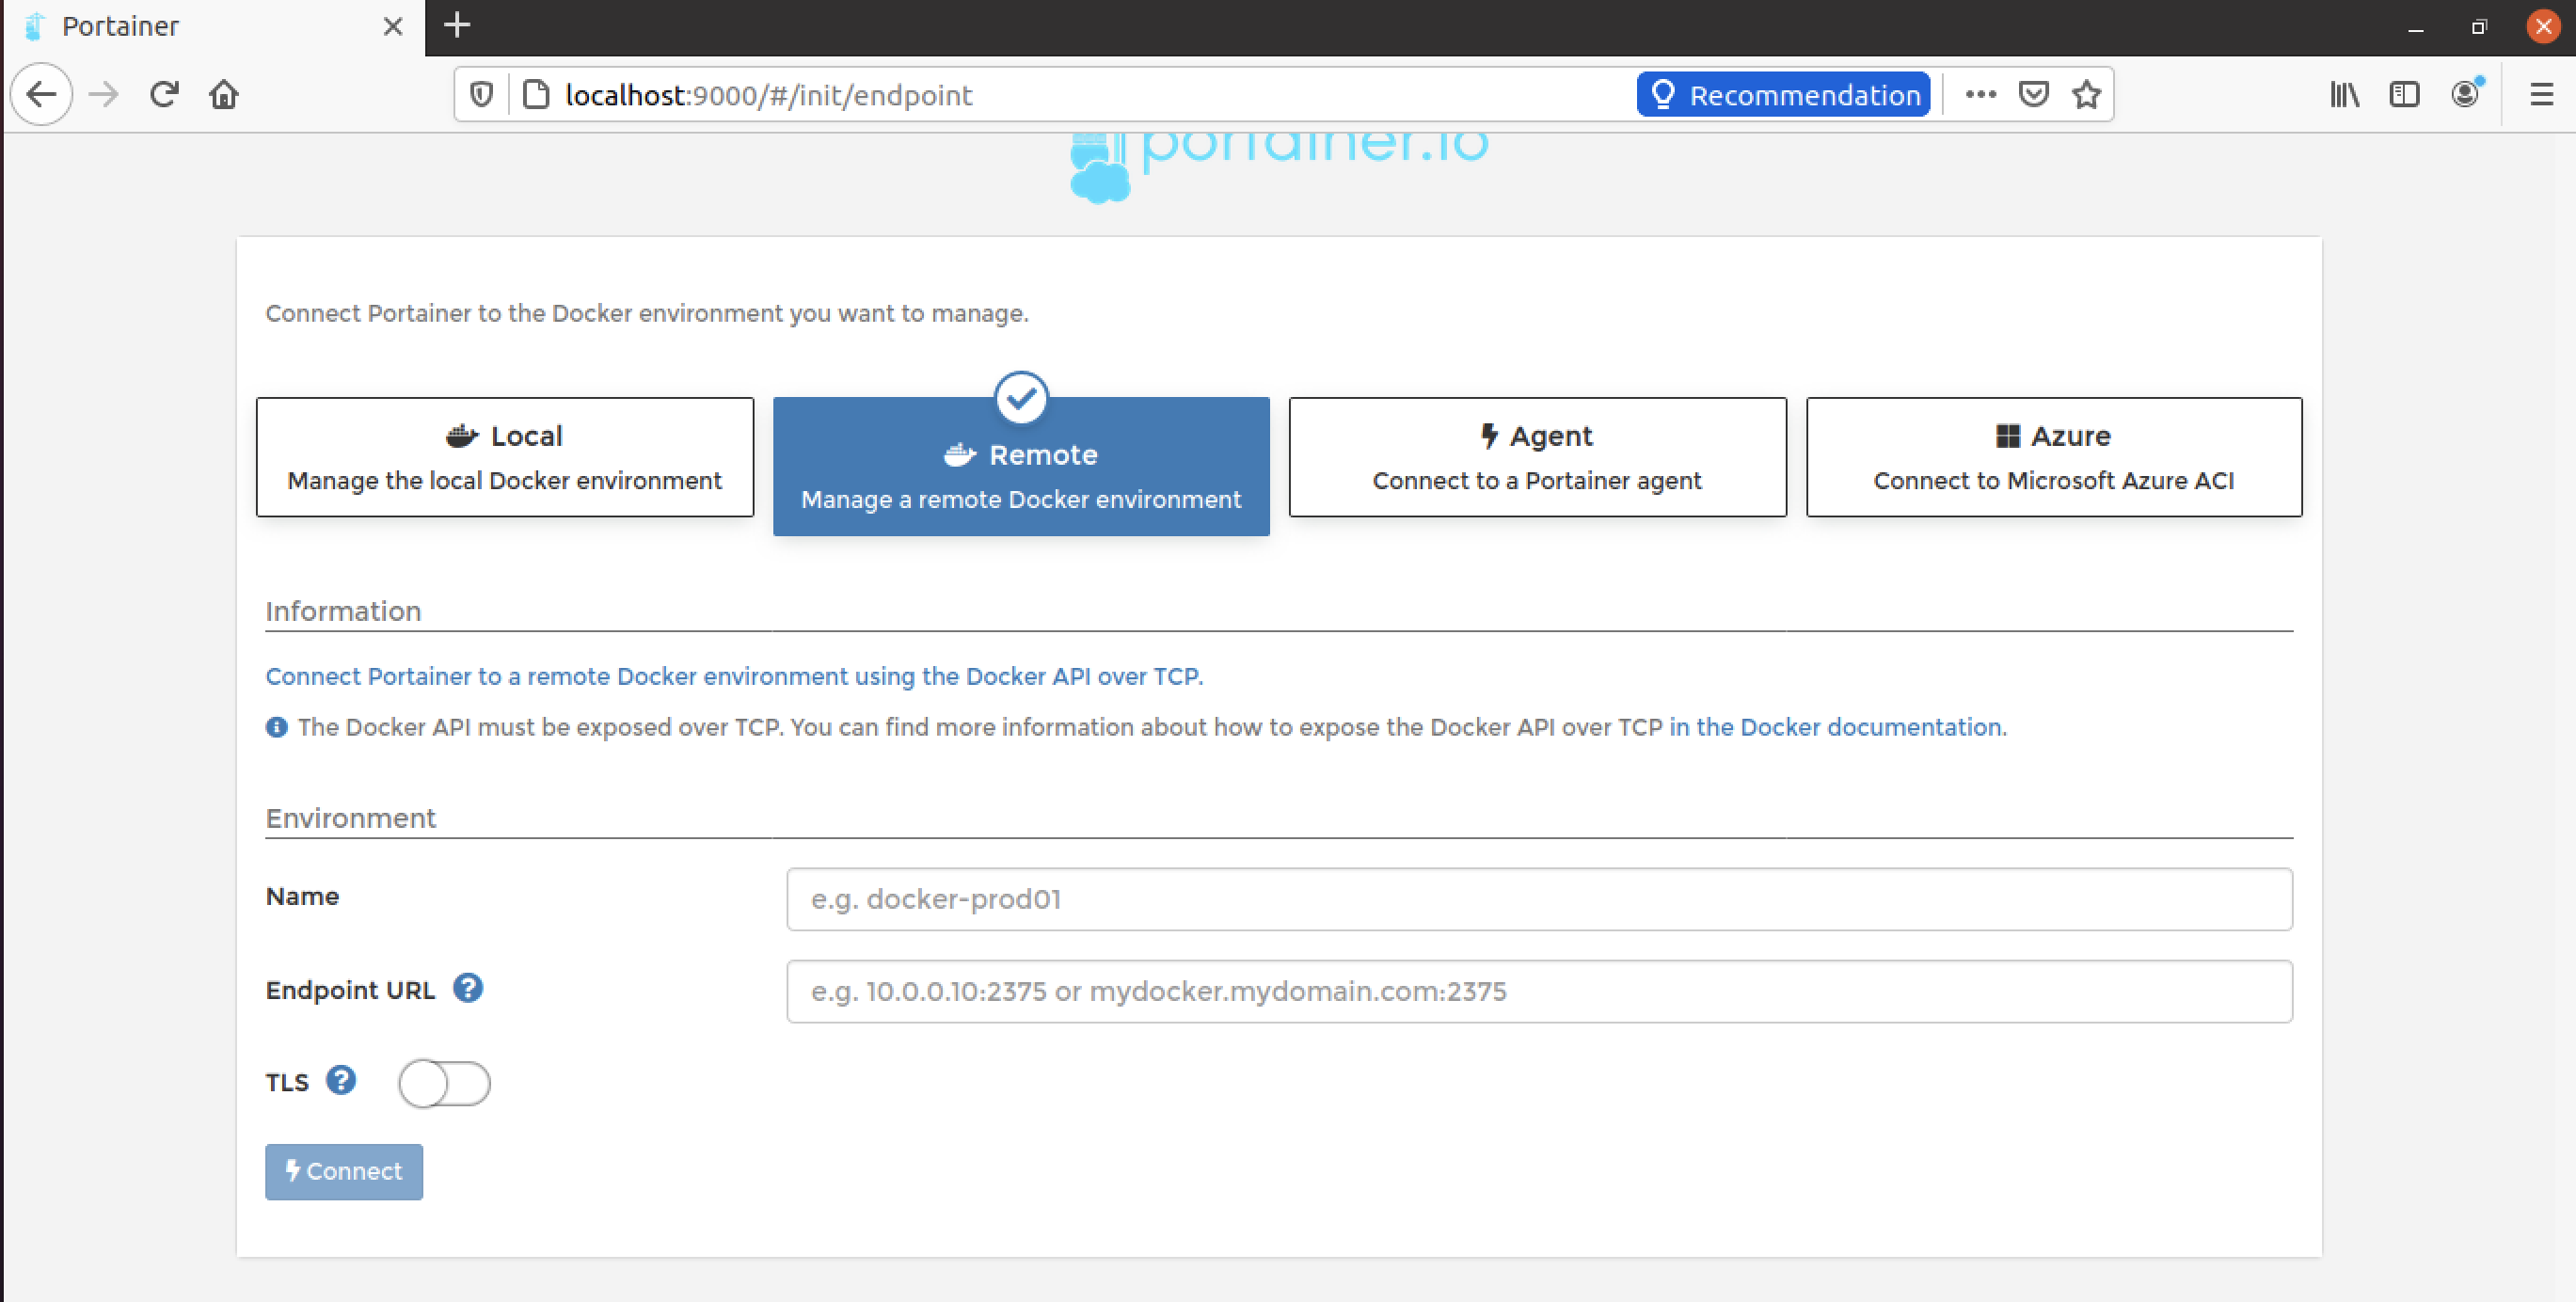 Portainer
localhost:9000/#/init/endpoint
Recommendation
portainer.io
Connect Portainer to the Docker environment you want to manage.
Local
Manage the local Docker environment
Remote
Manage a remote Docker environment
Agent
Connect to a Portainer agent
Azure
Connect to Microsoft Azure ACI
Information
Connect Portainer to a remote Docker environment using the Docker API over TCP.
The Docker API must be exposed over TCP. You can find more information about how to expose the Docker API over TCP in the Docker documentation.
Environment
Name
e.g. docker-prod01
Endpoint URL
e.g. 10.0.0.10:2375 or mydocker.mydomain.com:2375
TLS
Connect